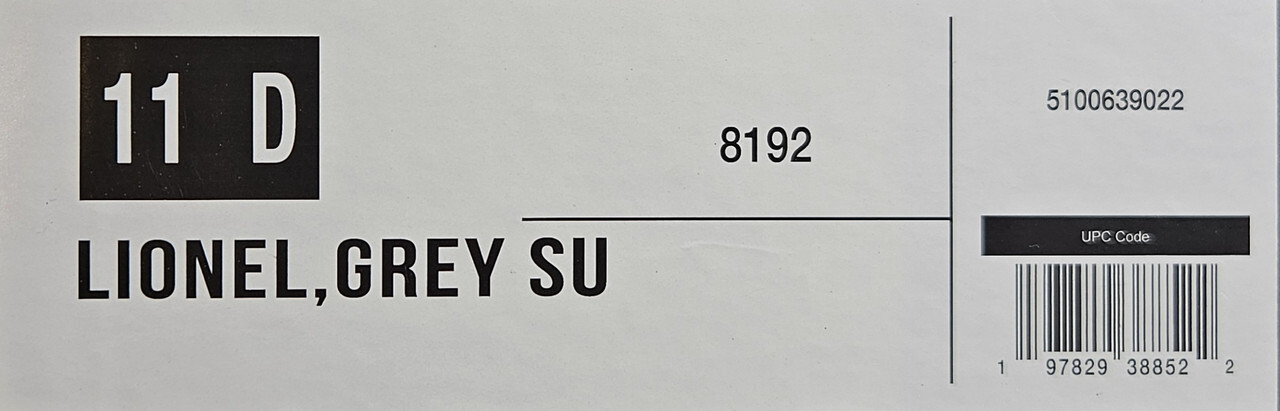 11 D
8192
LIONEL,GREY SU
5100639022
UPC Code
1 97829 38852 2